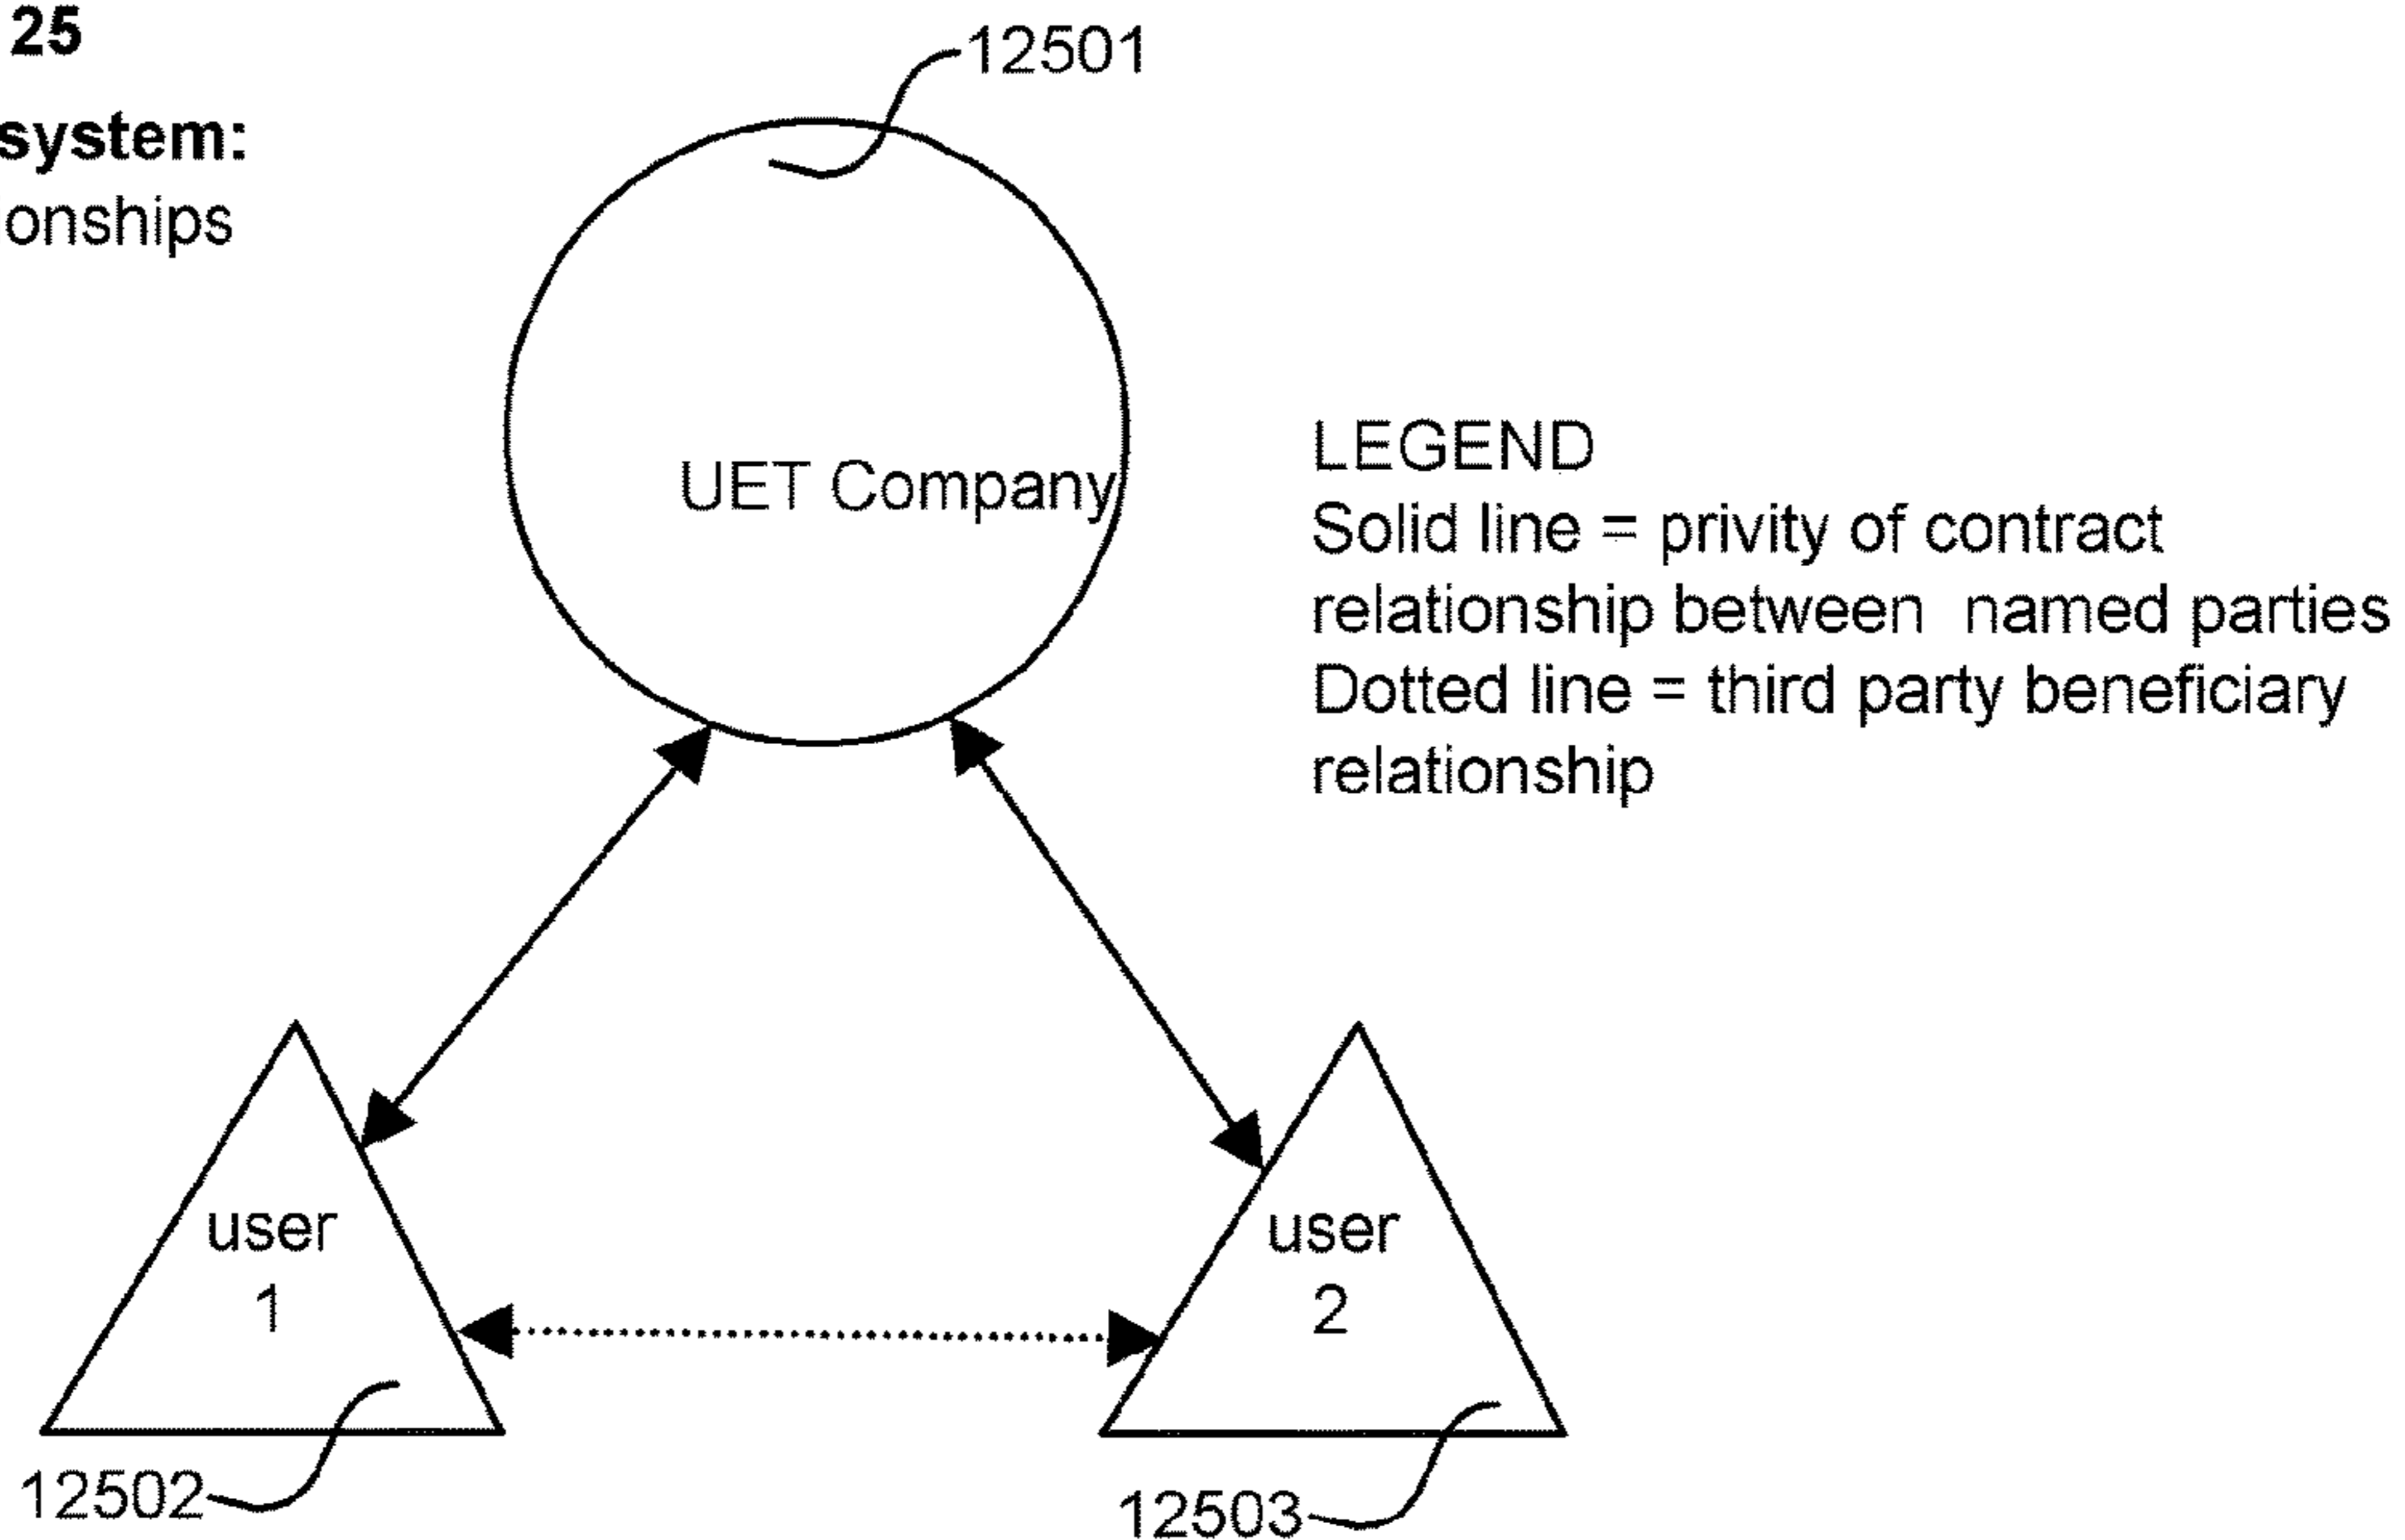 25
system:
onships
12501
UET Company
LEGEND
Solid line = privity of contract
relationship between named parties
Dotted line = third party beneficiary
relationship
user
1
user
2
12502
12503